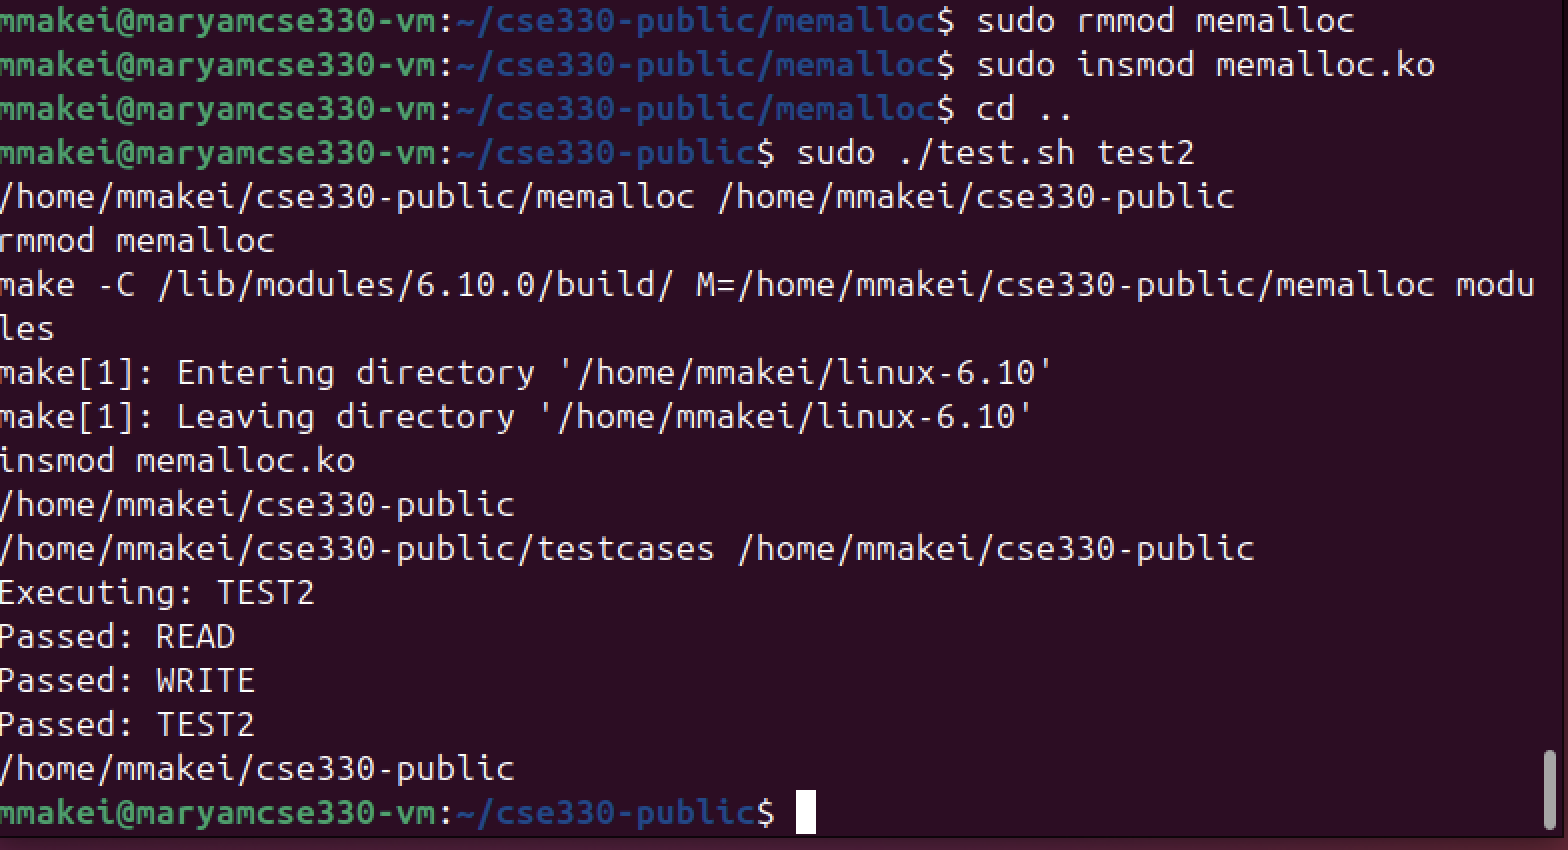 mmakei@maryamcse330-vm:~/cse330-public/memalloc$ sudo rmmod memalloc
mmakei@maryamcse330-vm:~/cse330-public/memalloc$ sudo insmod memalloc.ko
mmakei@maryamcse330-vm:~/cse330-public/memalloc$ cd ..
mmakei@maryamcse330-vm:~/cse330-public$ sudo ./test.sh test2
/home/mmakei/cse330-public/memalloc /home/mmakei/cse330-public
rmmod memalloc
make -C /lib/modules/6.10.0/build/ M=/home/mmakei/cse330-public/memalloc modu
les
make[1]: Entering directory '/home/mmakei/linux-6.10'
make[1]: Leaving directory '/home/mmakei/linux-6.10'
insmod memalloc.ko
/home/mmakei/cse330-public
/home/mmakei/cse330-public/testcases /home/mmakei/cse330-public
Executing: TEST2
Passed: READ
Passed: WRITE
Passed: TEST2
/home/mmakei/cse330-public
mmakei@maryamcse330-vm:~/cse330-public$